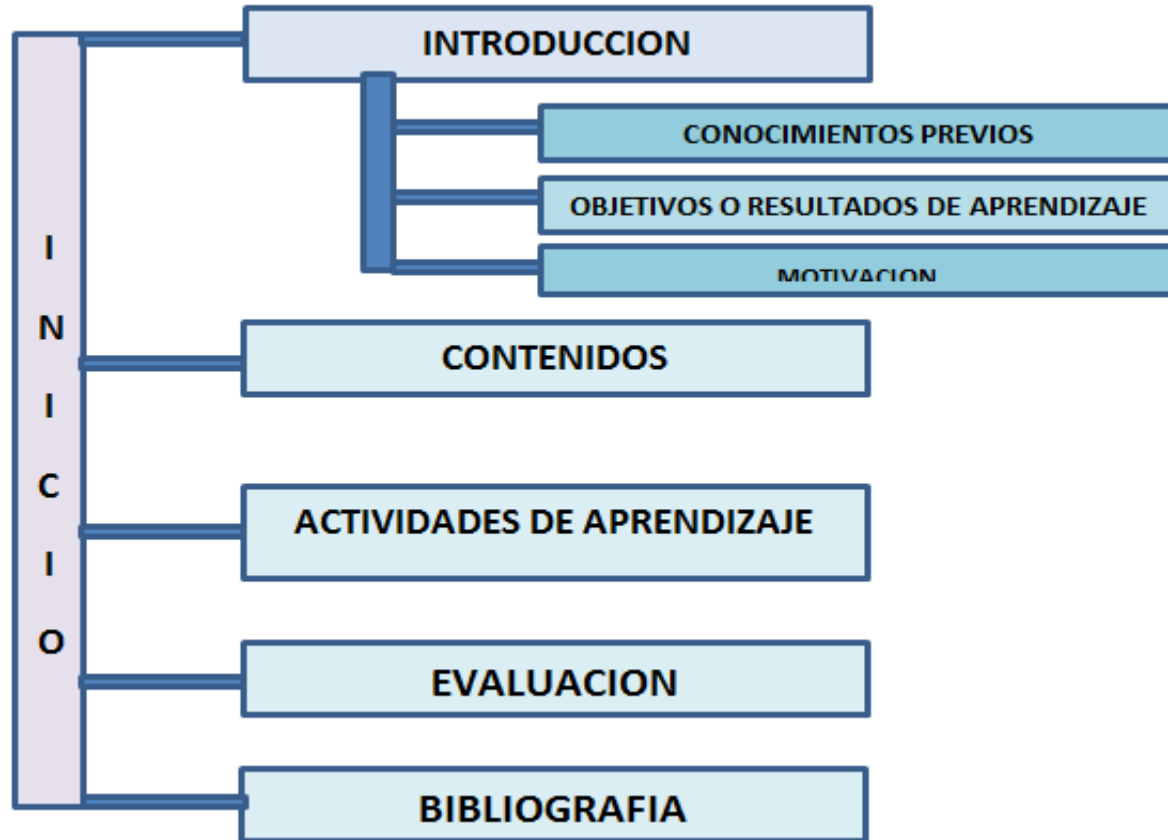 INICIO
INTRODUCCION
CONOCIMIENTOS PREVIOS
OBJETIVOS O RESULTADOS DE APRENDIZAJE
MOTIVACION
CONTENIDOS
ACTIVIDADES DE APRENDIZAJE
EVALUACION
BIBLIOGRAFIA